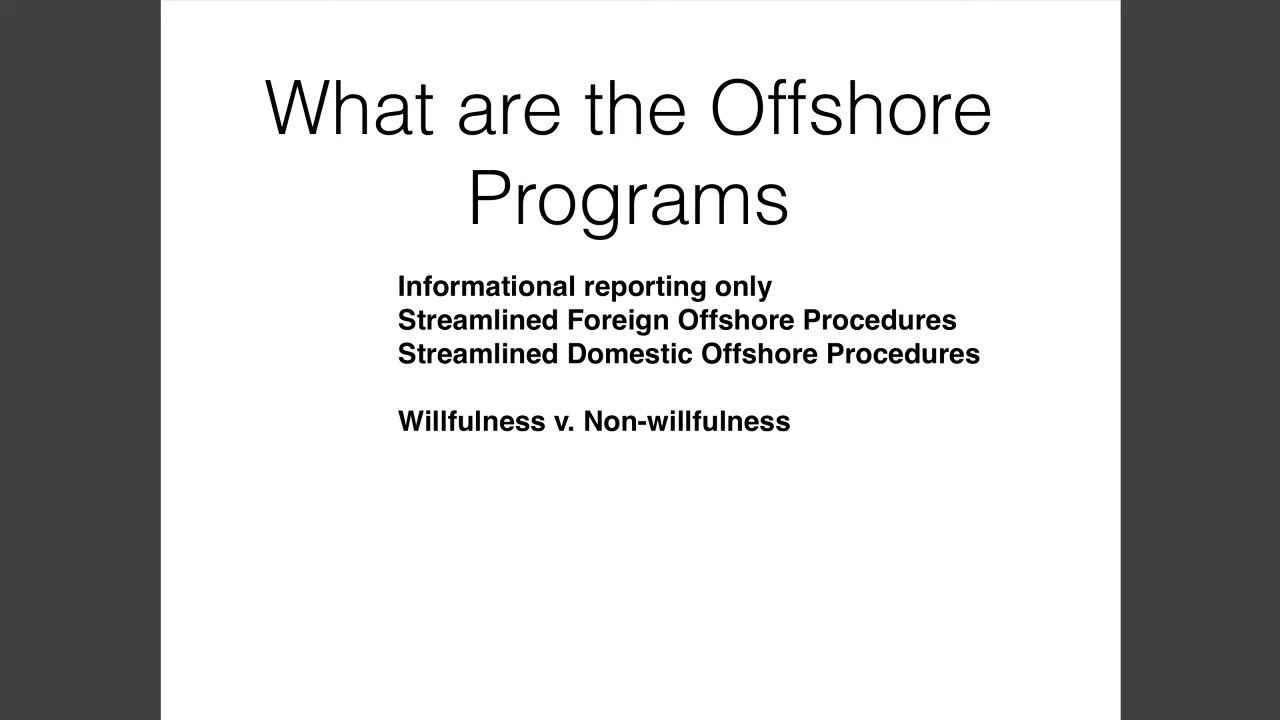 What are the Offshore
Programs
Informational reporting only
Streamlined Foreign Offshore Procedures
Streamlined Domestic Offshore Procedures
Willfulness v. Non-willfulness